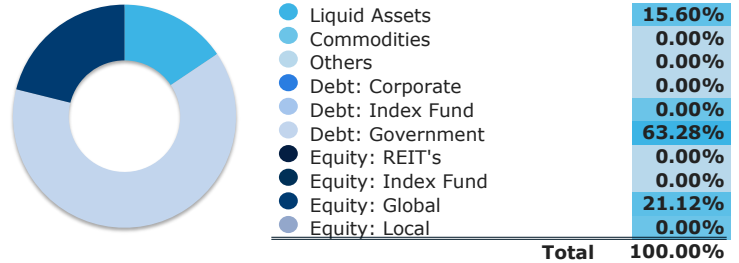 Liquid Assets 15.60%
Commodities 0.00%
Others 0.00%
Debt: Corporate 0.00%
Debt: Index Fund 0.00%
Debt: Government 63.28%
Equity: REIT's 0.00%
Equity: Index Fund 0.00%
Equity: Global 21.12%
Equity: Local 0.00%
Total 100.00%